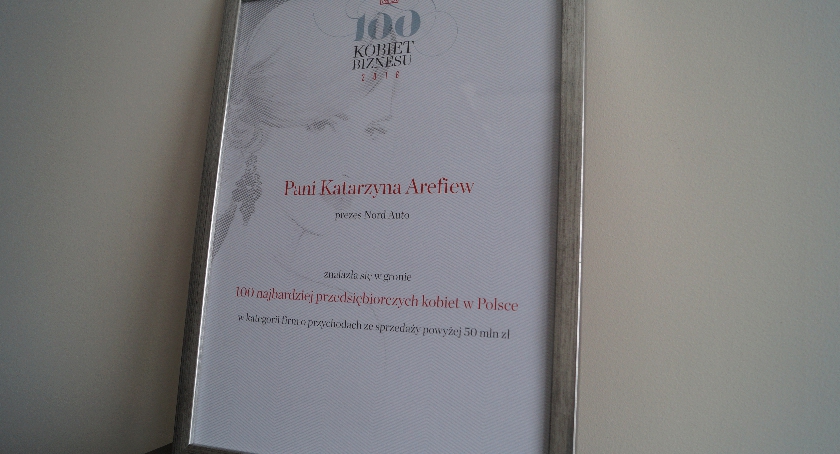 100
KOBIET
BIZNESU
2016
Pani Katarzyna Arefiew
prezes Nord Auto
znalazła się w gronie
100 najbardziej przedsiębiorczych kobiet w Polsce
w kategorii firm o przychodach ze sprzedaży powyżej 50 mln zł